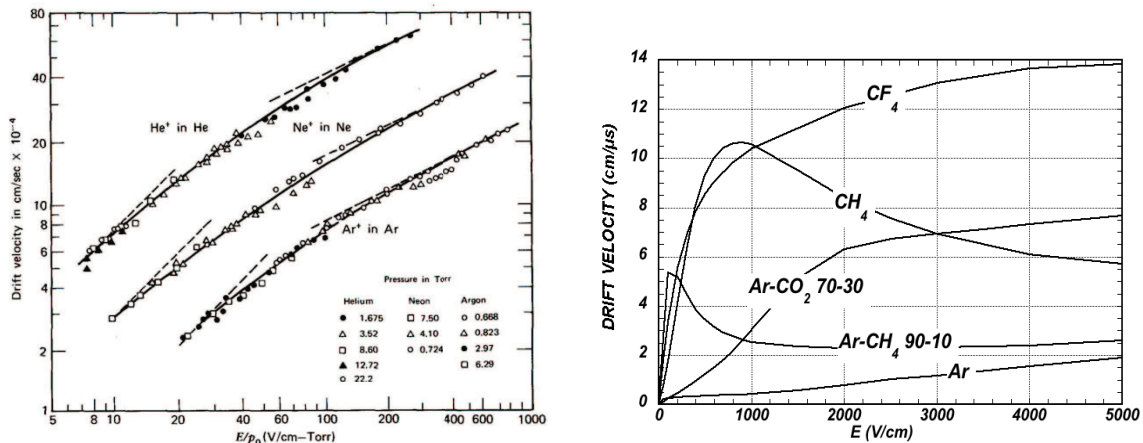 80
60
40
20
10
8
6
4
2
1
Drift velocity in cm/sec × 10⁻⁴
He⁺ in He
Ne⁺ in Ne
Ar⁺ in Ar
Pressure in Torr
Helium Neon Argon
● 1.675 □ 7.50 ○ 0.668
△ 3.52 △ 4.10 △ 0.823
□ 8.60 ○ 0.724 ● 2.97
▲ 12.72 □ 6.29
○ 22.2
5 8 10 20 40 60 100 200 400 600 1000
E/p₀ (V/cm–Torr)
14
12
10
8
6
4
2
0
DRIFT VELOCITY (cm/µs)
CF₄
CH₄
Ar-CO₂ 70-30
Ar-CH₄ 90-10
Ar
0 1000 2000 3000 4000 5000
E (V/cm)